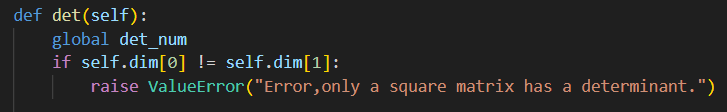 def det(self):
    global det_num
    if self.dim[0] != self.dim[1]:
        raise ValueError("Error,only a square matrix has a determinant.")